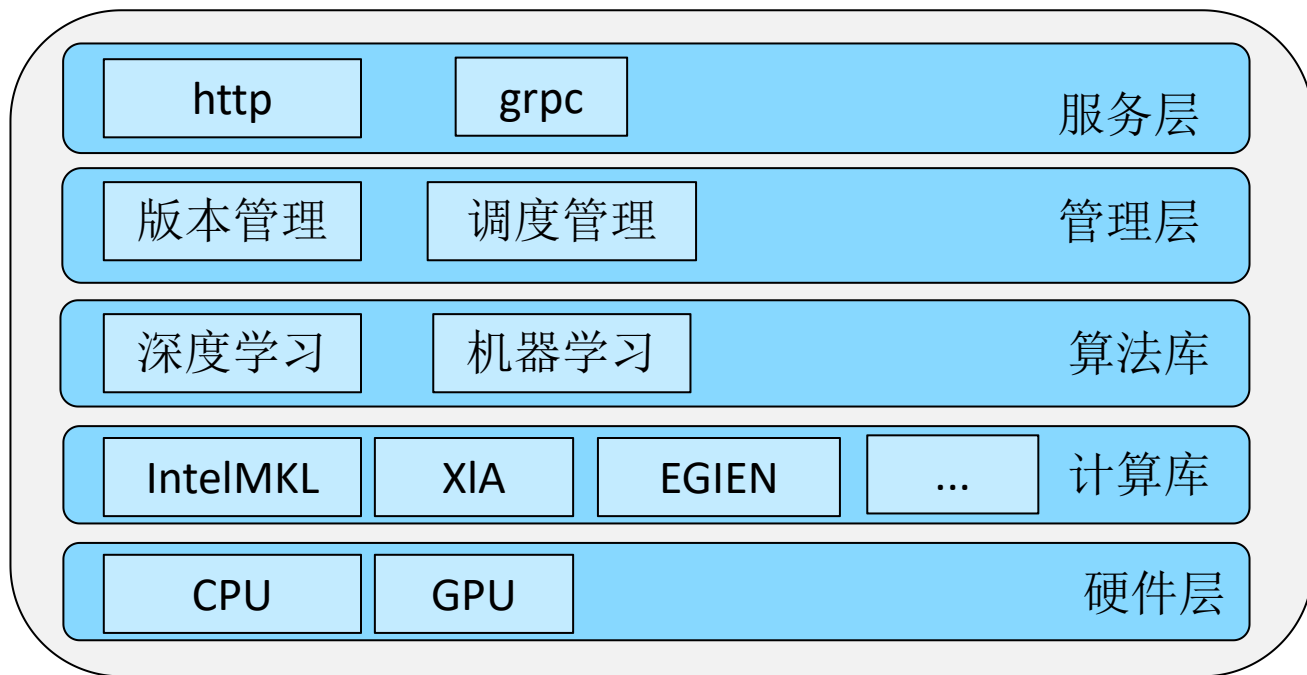 http grpc 服务层
版本管理 调度管理 管理层
深度学习 机器学习 算法库
IntelMKL XlA EGIEN ... 计算库
CPU GPU 硬件层